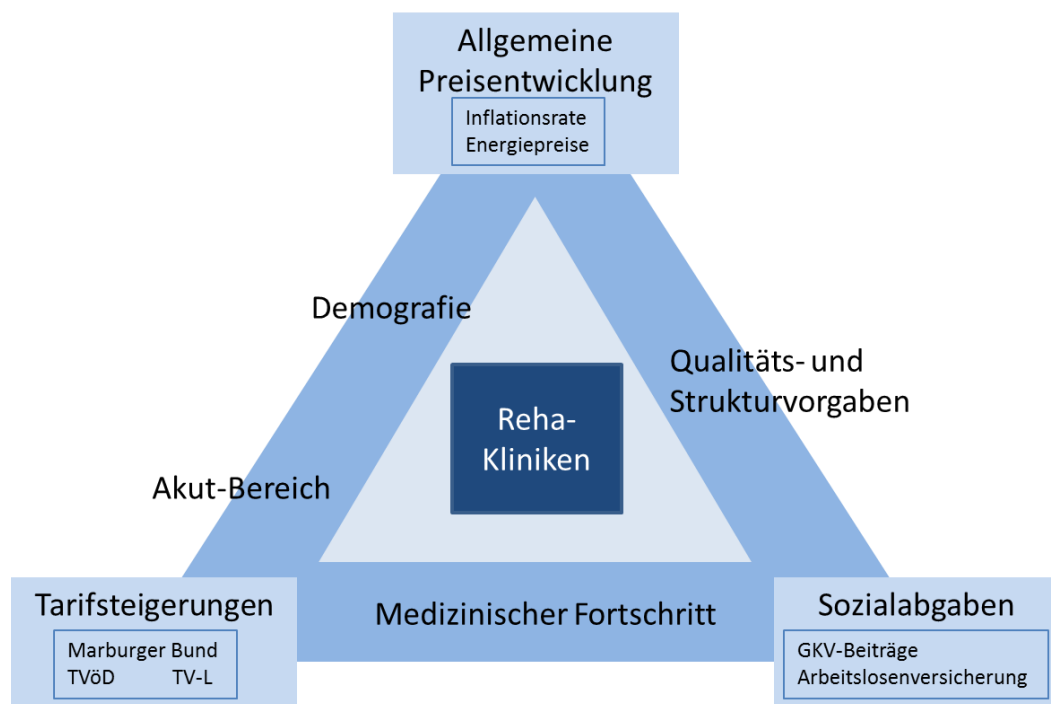 Allgemeine
Preisentwicklung
Inflationsrate
Energiepreise
Demografie
Qualitäts- und
Strukturvorgaben
Reha-
Kliniken
Akut-Bereich
Tarifsteigerungen
Marburger Bund
TVöD TV-L
Medizinischer Fortschritt
Sozialabgaben
GKV-Beiträge
Arbeitslosenversicherung